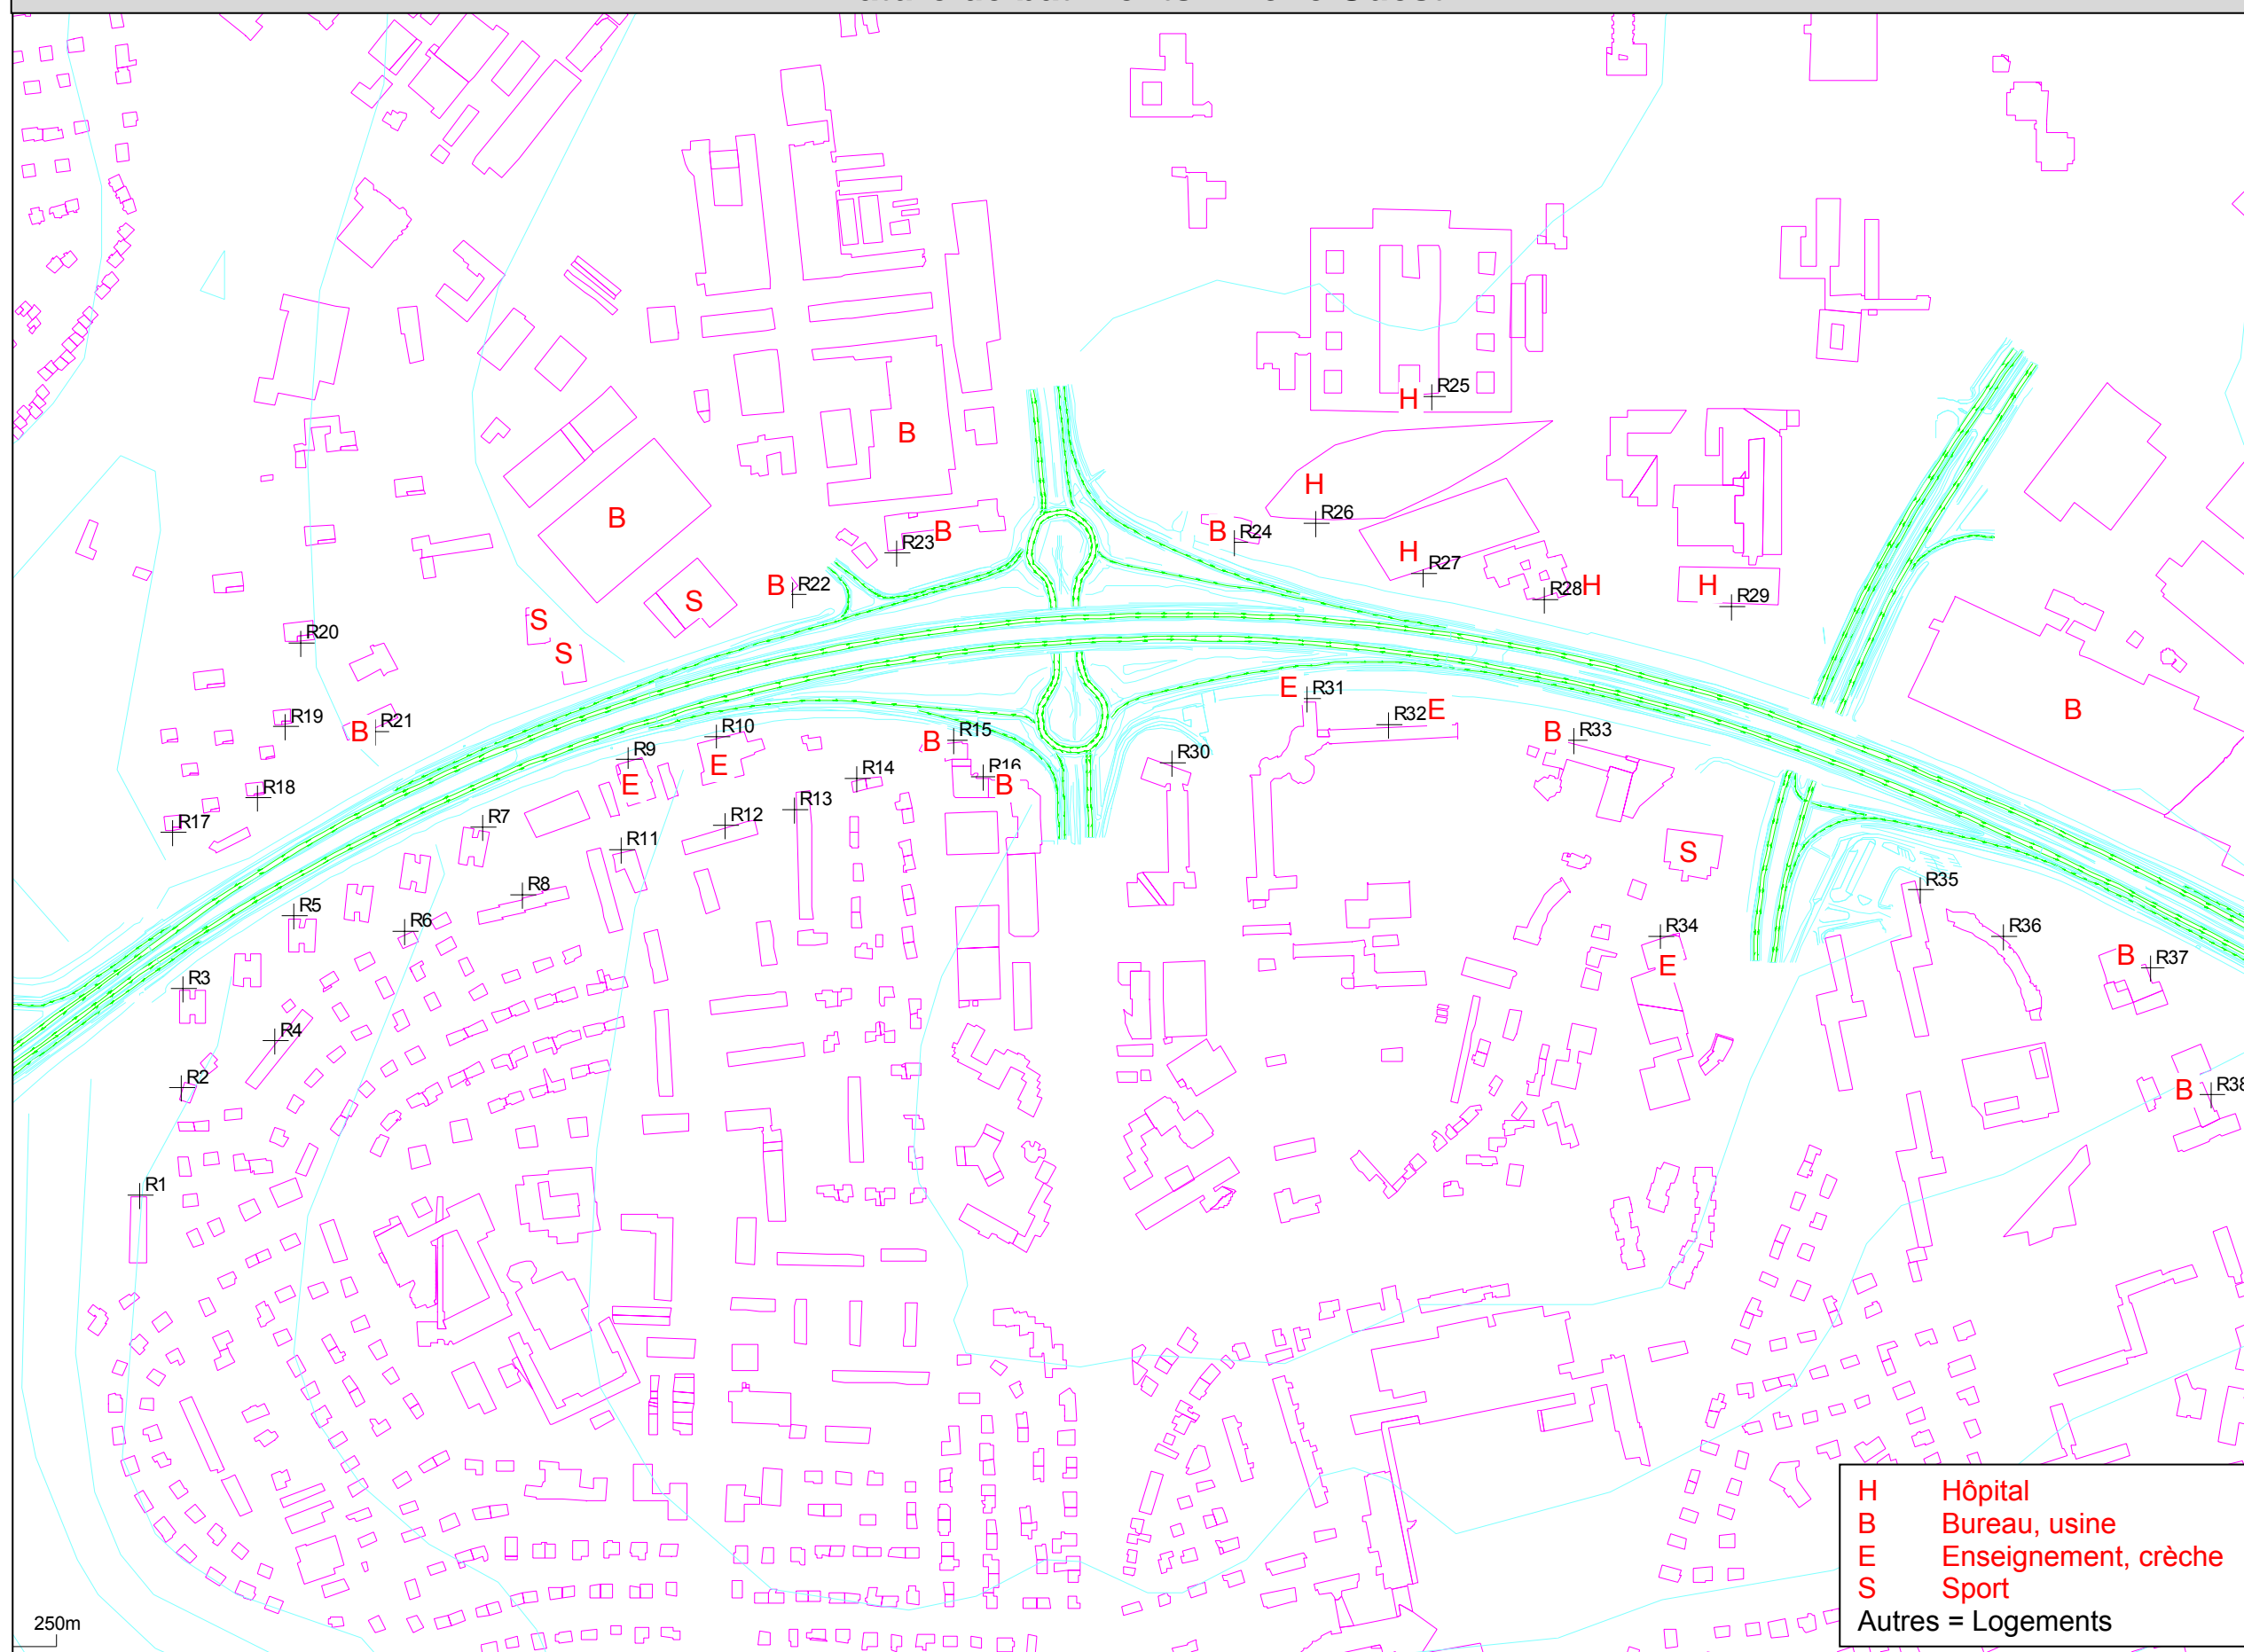 H
R25
B
H
B
R26
B
B
R24
R23
H
R27
B
R22
R28
H
H
R29
S
S
R20
S
E
R31
B
R19
B
R21
R32
E
R10
B
R15
B
R33
R9
E
R30
E
R14
R16
B
R18
R13
R17
R7
R12
R11
S
R8
R35
R5
R6
R34
R36
E
B
R37
R3
R4
R2
B
R38
R1
H Hôpital
B Bureau, usine
E Enseignement, crèche
S Sport
Autres = Logements
250m